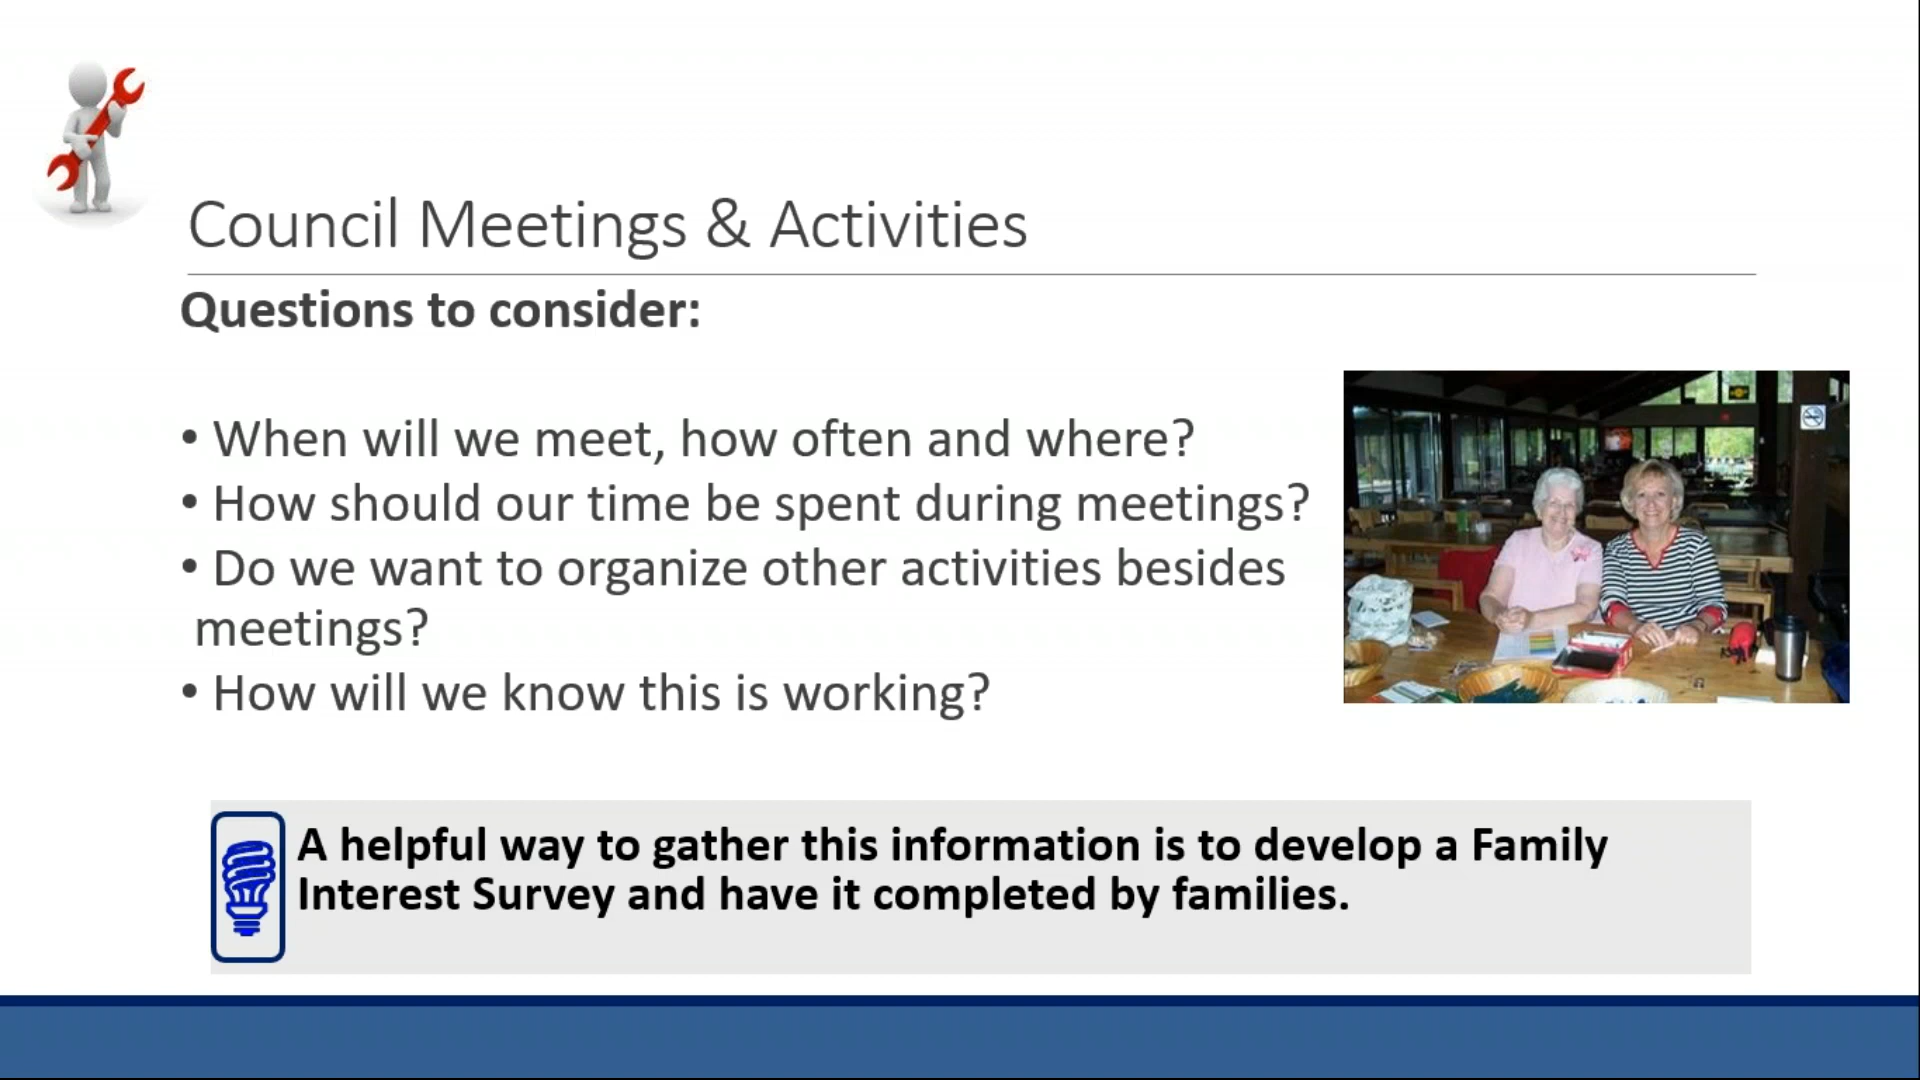 Council Meetings & Activities
Questions to consider:
• When will we meet, how often and where?
• How should our time be spent during meetings?
• Do we want to organize other activities besides
meetings?
• How will we know this is working?
A helpful way to gather this information is to develop a Family
Interest Survey and have it completed by families.